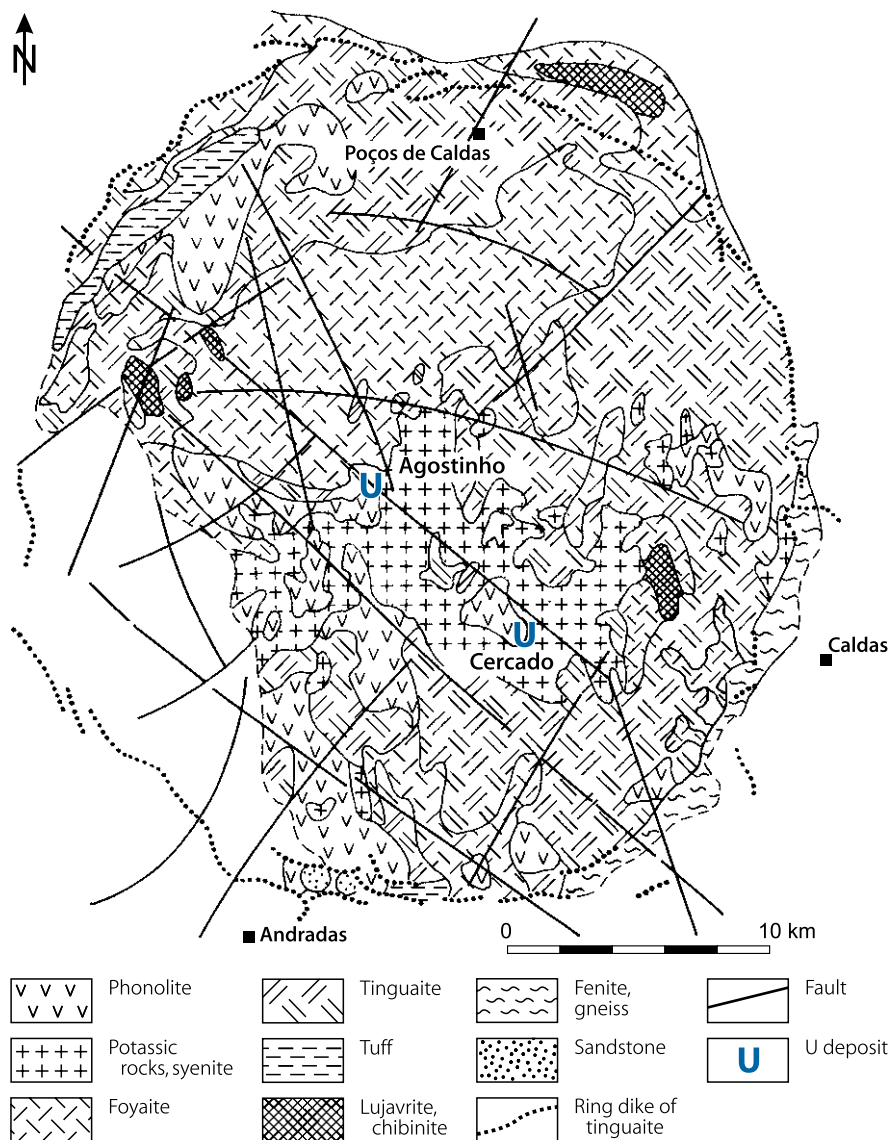 N
Poços de Caldas
Agostinho
U
U
Cercado
Caldas
Andradas
0 10 km
Phonolite
Tinguaite
Fenite,
gneiss
Fault
Potassic
rocks, syenite
Tuff
Sandstone
U
U deposit
Foyaite
Lujavrite,
chibinite
Ring dike of
tinguaite